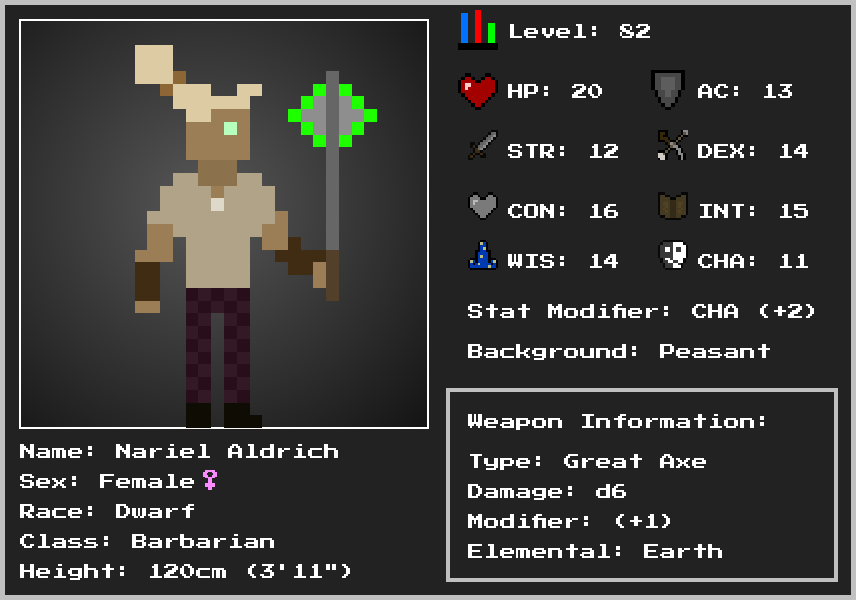 Level: 82
HP: 20
AC: 13
STR: 12
DEX: 14
CON: 16
INT: 15
WIS: 14
CHA: 11
Stat Modifier: CHA (+2)
Background: Peasant
Weapon Information:
Type: Great Axe
Damage: d6
Modifier: (+1)
Elemental: Earth
Name: Nariel Aldrich
Sex: Female♀
Race: Dwarf
Class: Barbarian
Height: 120cm (3'11")